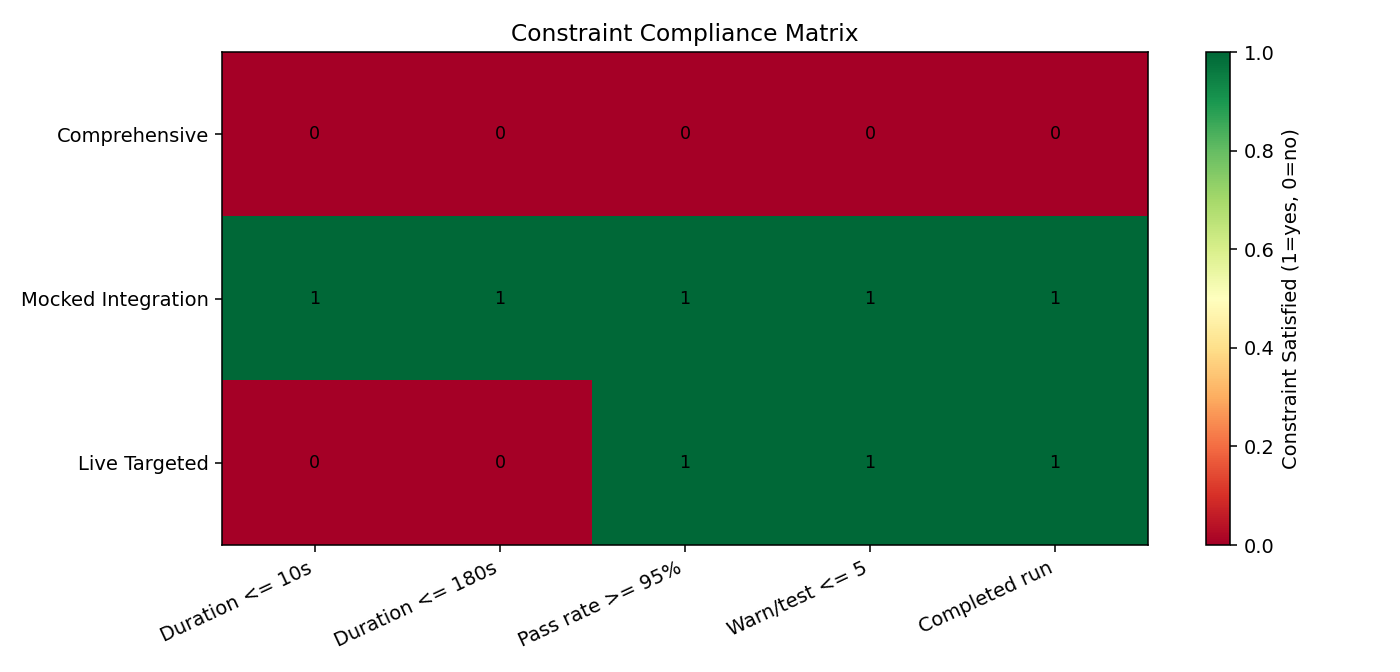 Constraint Compliance Matrix
Comprehensive
0 0 0 0 0
Mocked Integration
1 1 1 1 1
Live Targeted
0 0 1 1 1
Duration <= 10s
Duration <= 180s
Pass rate >= 95%
Warn/test <= 5
Completed run
1.0
0.8
0.6
0.4
0.2
0.0
Constraint Satisfied (1=yes, 0=no)